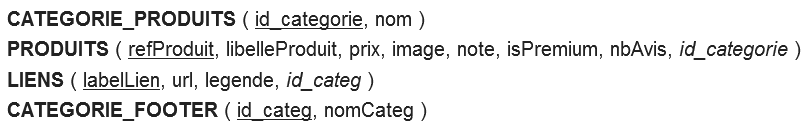 CATEGORIE_PRODUITS ( id_categorie, nom )
PRODUITS ( refProduit, libelleProduit, prix, image, note, isPremium, nbAvis, id_categorie )
LIENS ( labelLien, url, legende, id_categ )
CATEGORIE_FOOTER ( id_categ, nomCateg )